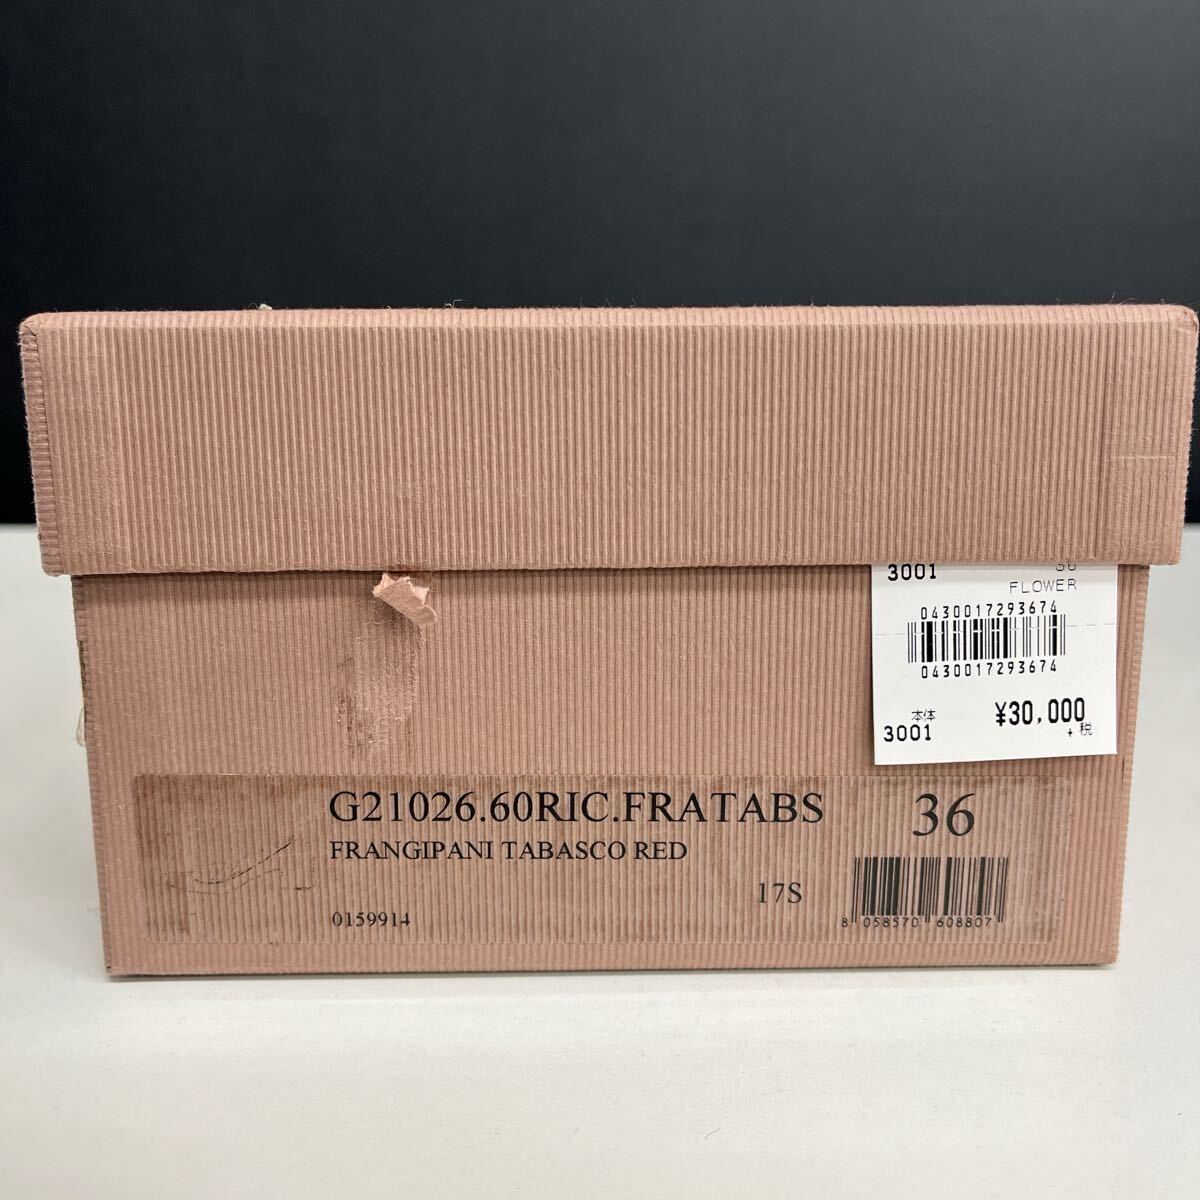 3001 36
FLOWER
0430017293674
0430017293674
本体 ¥30,000
3001 +税
G21026.60RIC.FRATABS 36
FRANGIPANI TABASCO RED
17S
0159914
8 058570 608807